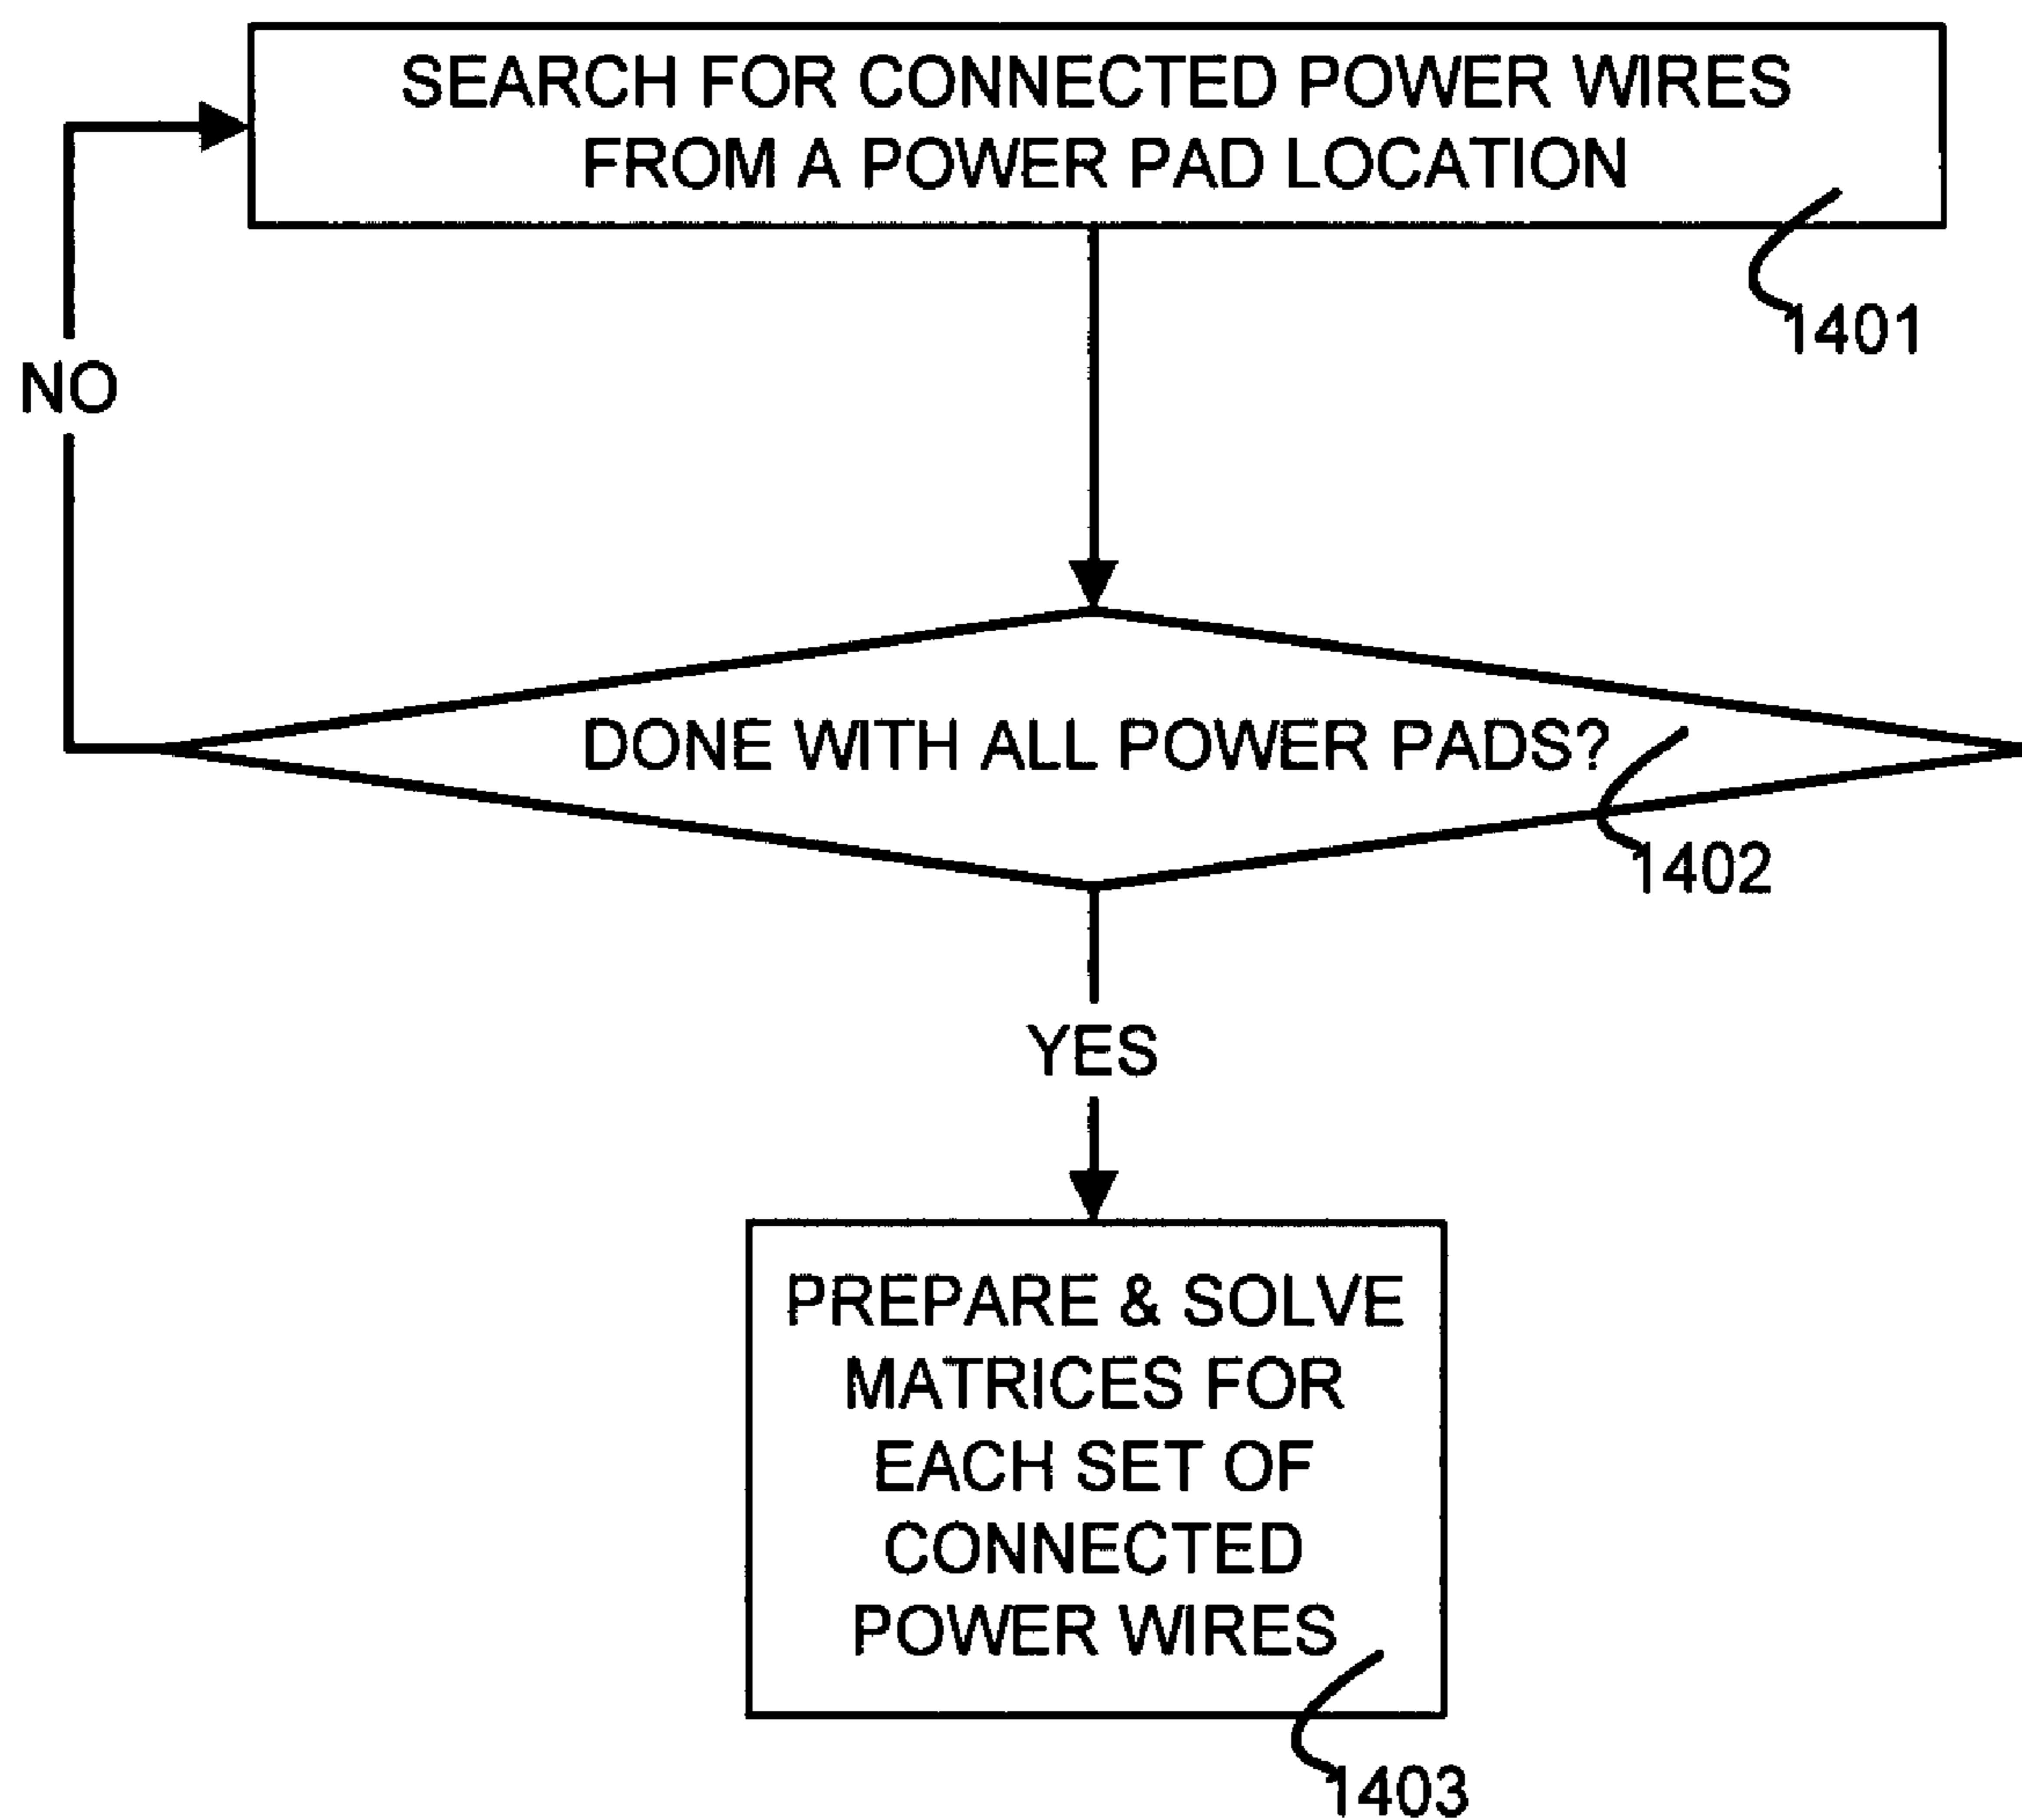 SEARCH FOR CONNECTED POWER WIRES
FROM A POWER PAD LOCATION
1401
NO
DONE WITH ALL POWER PADS?
1402
YES
PREPARE & SOLVE
MATRICES FOR
EACH SET OF
CONNECTED
POWER WIRES
1403